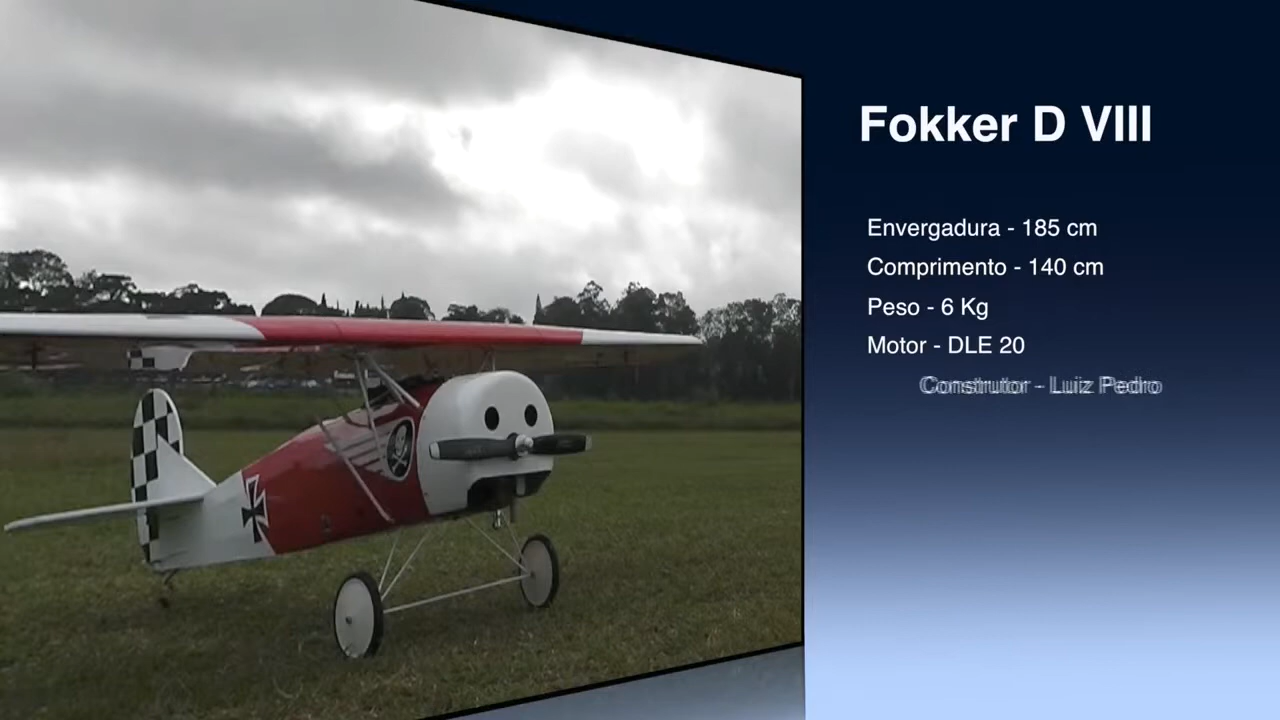 Fokker D VIII
Envergadura - 185 cm
Comprimento - 140 cm
Peso - 6 Kg
Motor - DLE 20
Construtor - Luiz Pedro